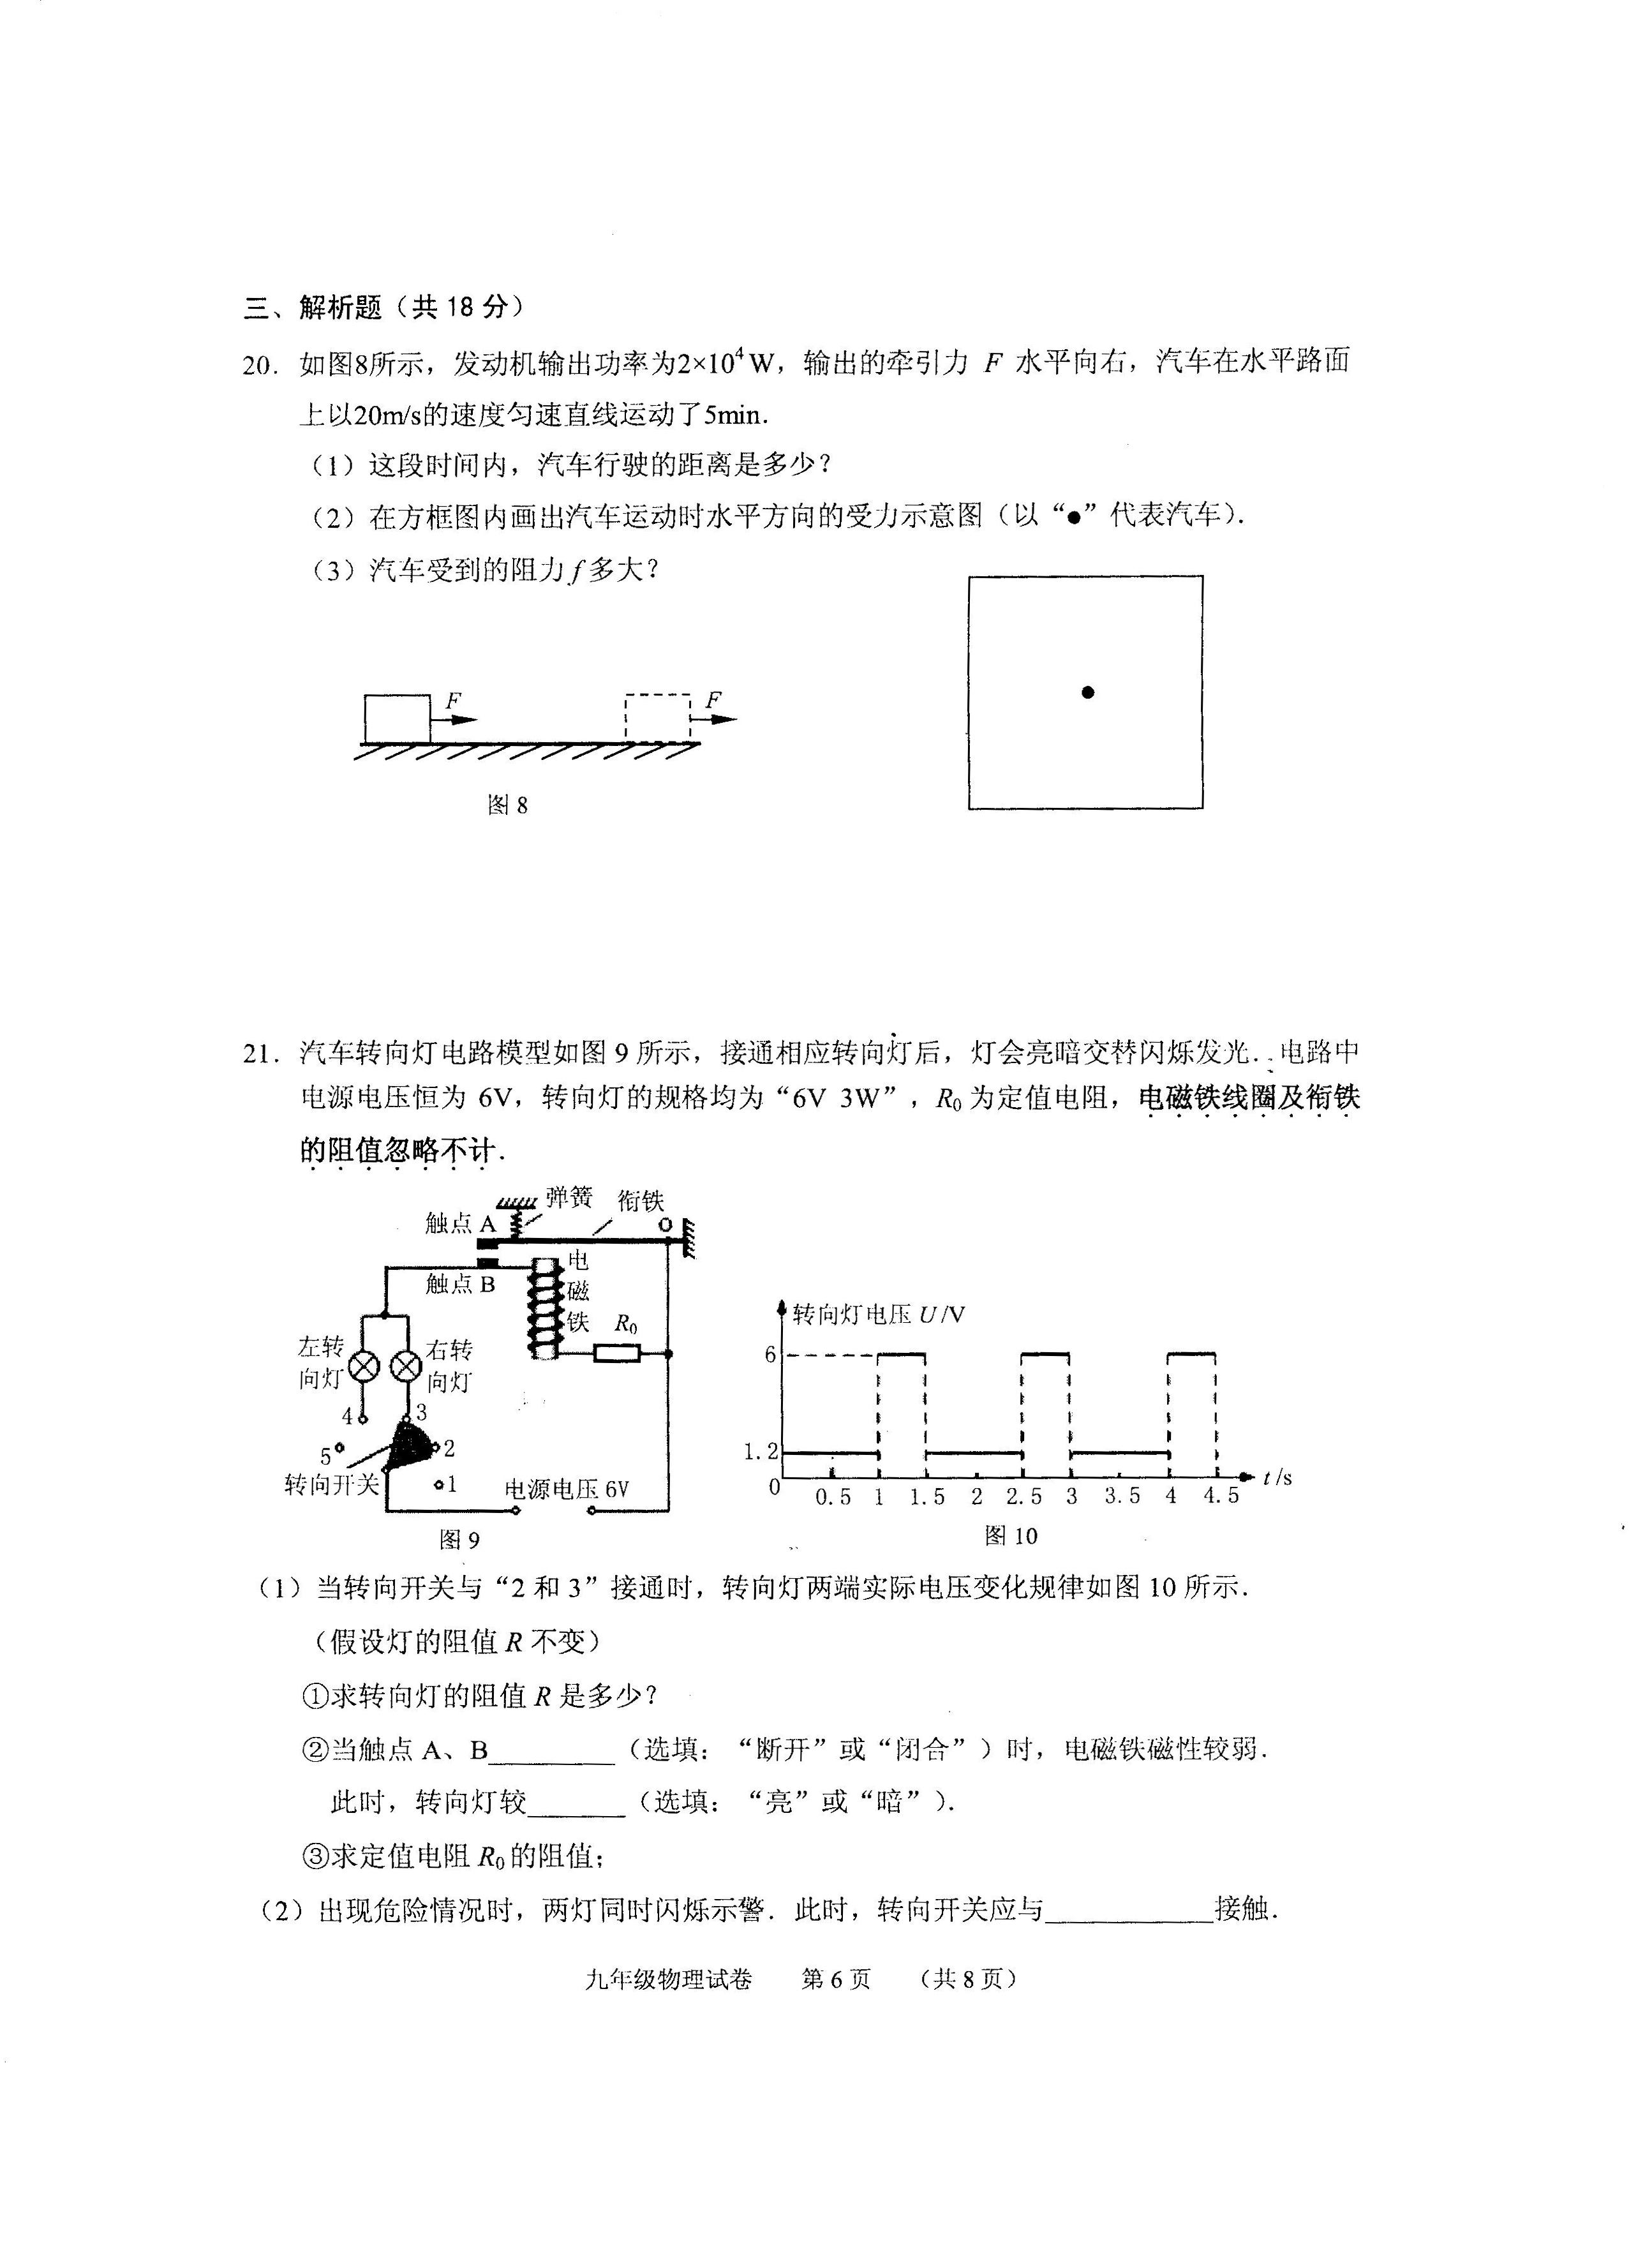 三、解析题（共 18 分）
20. 如图8所示，发动机输出功率为2×10⁴W，输出的牵引力 F 水平向右，汽车在水平路面
上以20m/s的速度匀速直线运动了5min.
（1）这段时间内，汽车行驶的距离是多少？
（2）在方框图内画出汽车运动时水平方向的受力示意图（以“●”代表汽车）.
（3）汽车受到的阻力 f 多大？
F
F
图 8
21. 汽车转向灯电路模型如图 9 所示，接通相应转向灯后，灯会亮暗交替闪烁发光. 电路中
电源电压恒为 6V，转向灯的规格均为“6V 3W”，R₀ 为定值电阻，电磁铁线圈及衔铁
的阻值忽略不计.
弹簧 衔铁
触点 A
O
触点 B
电磁铁
R₀
左转向灯
右转向灯
4
3
5
2
转向开关
1
电源电压 6V
图 9
转向灯电压 U/V
6
1.2
0 0.5 1 1.5 2 2.5 3 3.5 4 4.5 t/s
图 10
（1）当转向开关与“2 和 3”接通时，转向灯两端实际电压变化规律如图 10 所示.
（假设灯的阻值 R 不变）
①求转向灯的阻值 R 是多少？
②当触点 A、B_________（选填：“断开”或“闭合”）时，电磁铁磁性较弱.
此时，转向灯较_______（选填：“亮”或“暗”）.
③求定值电阻 R₀ 的阻值；
（2）出现危险情况时，两灯同时闪烁示警. 此时，转向开关应与____________接触.
九年级物理试卷 第 6 页 （共 8 页）